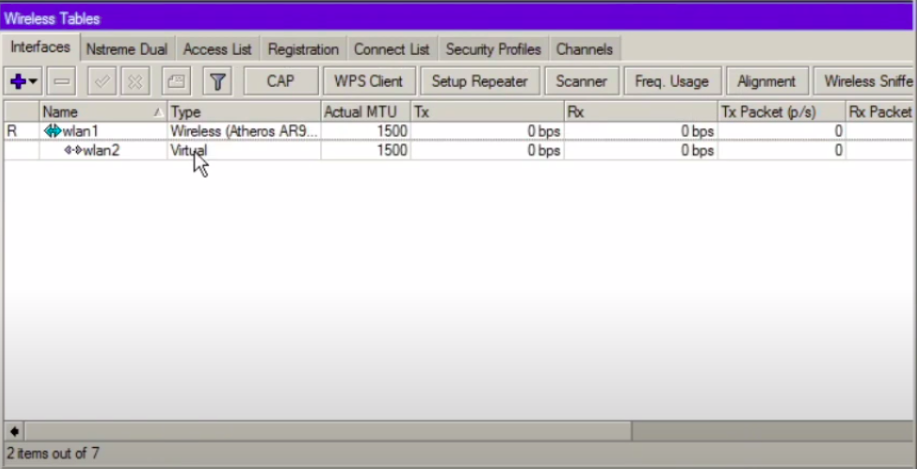 Wireless Tables
Interfaces Nstreme Dual Access List Registration Connect List Security Profiles Channels
CAP WPS Client Setup Repeater Scanner Freq. Usage Alignment Wireless Sniffe
Name Type Actual MTU Tx Rx Tx Packet (p/s) Rx Packet
R wlan1 Wireless (Atheros AR9... 1500 0 bps 0 bps 0
wlan2 Virtual 1500 0 bps 0 bps 0
2 items out of 7